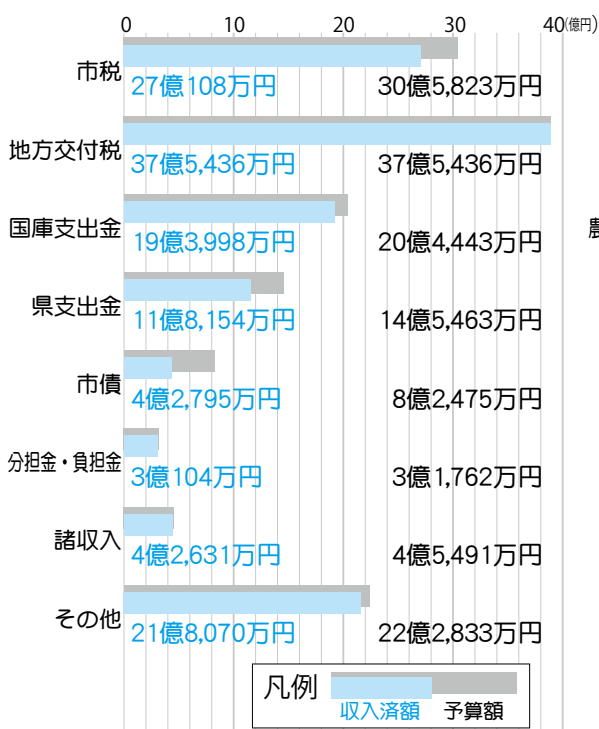 0 10 20 30 40(億円)
市税
27億108万円 30億5,823万円
地方交付税
37億5,436万円 37億5,436万円
国庫支出金
19億3,998万円 20億4,443万円
県支出金
11億8,154万円 14億5,463万円
市債
4億2,795万円 8億2,475万円
分担金・負担金
3億104万円 3億1,762万円
諸収入
4億2,631万円 4億5,491万円
その他
21億8,070万円 22億2,833万円
凡例
収入済額 予算額